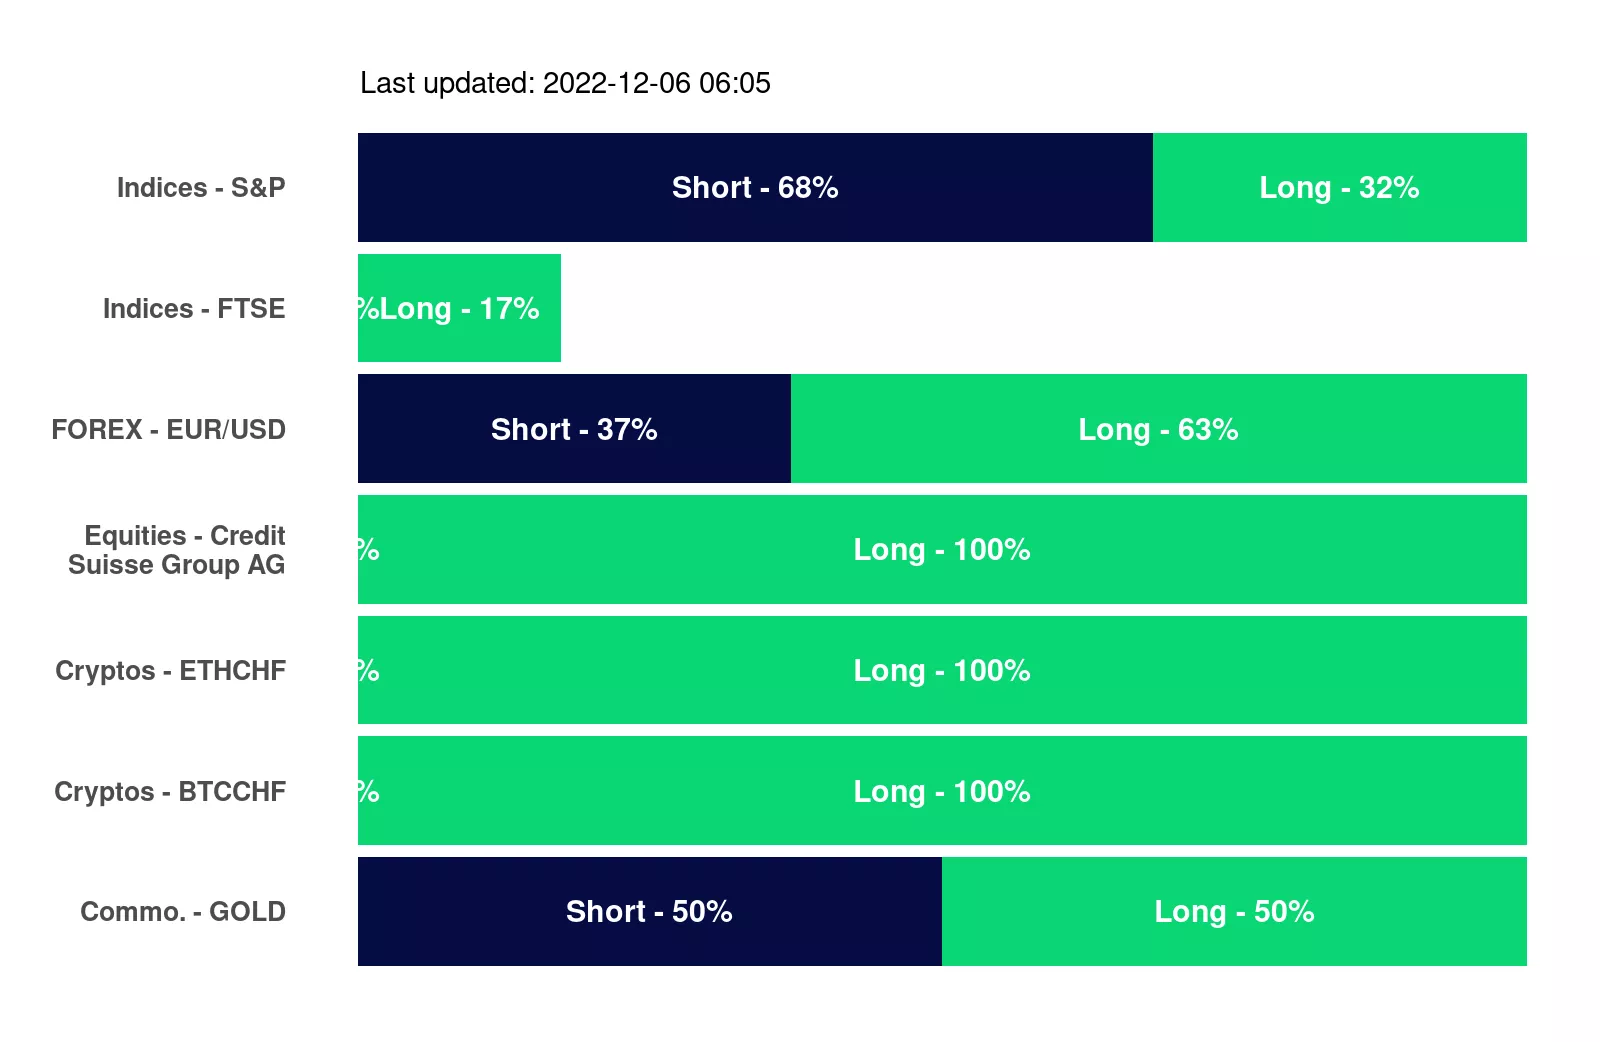 Last updated: 2022-12-06 06:05
Indices - S&P
Short - 68%
Long - 32%
Indices - FTSE
%Long - 17%
FOREX - EUR/USD
Short - 37%
Long - 63%
Equities - Credit
Suisse Group AG
%
Long - 100%
Cryptos - ETHCHF
%
Long - 100%
Cryptos - BTCCHF
%
Long - 100%
Commo. - GOLD
Short - 50%
Long - 50%